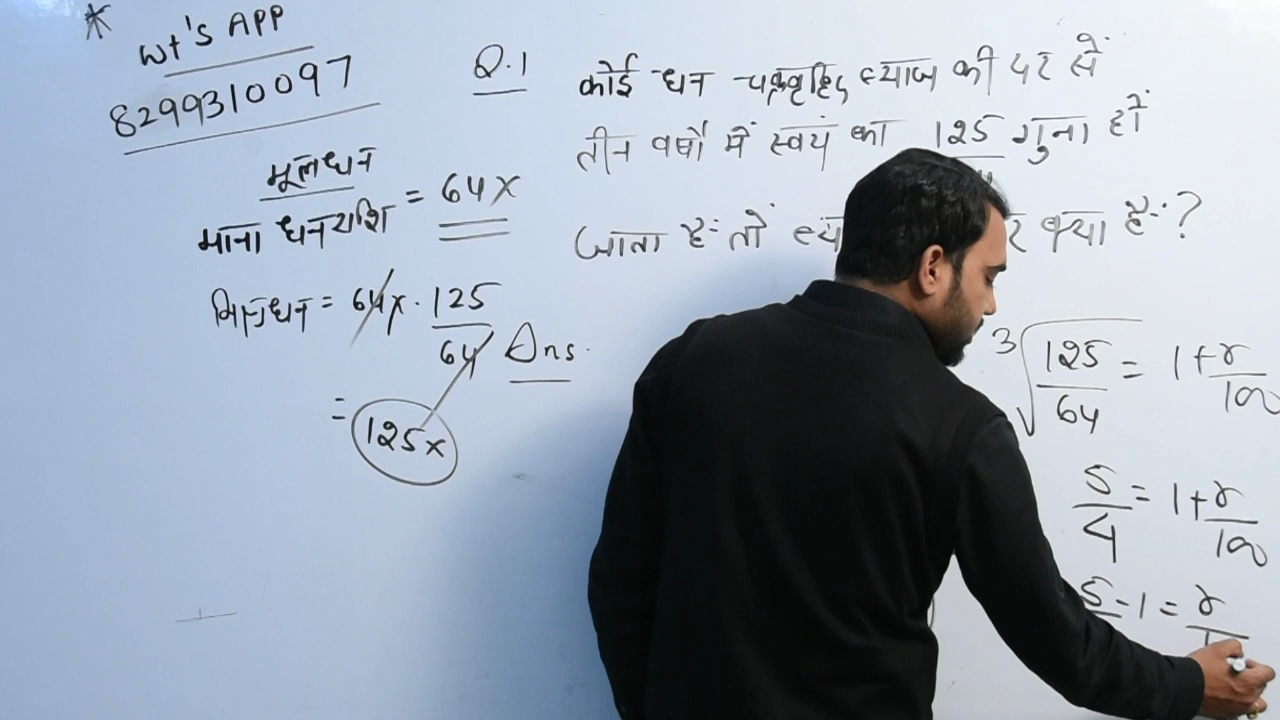 *
Wt's APP
8299310097
Q.1 कोई धन चक्रवृद्धि ब्याज की दर से
तीन वर्षों में स्वयं का 125 गुना हो
जाता है तो क्या है ?
मूलधन
माना धनराशि = 64x
मिश्रधन = 64x · 125/64 Ans.
= 125x
3√125/64 = 1+r/100
5/4 = 1+r/100
5 -1 = r